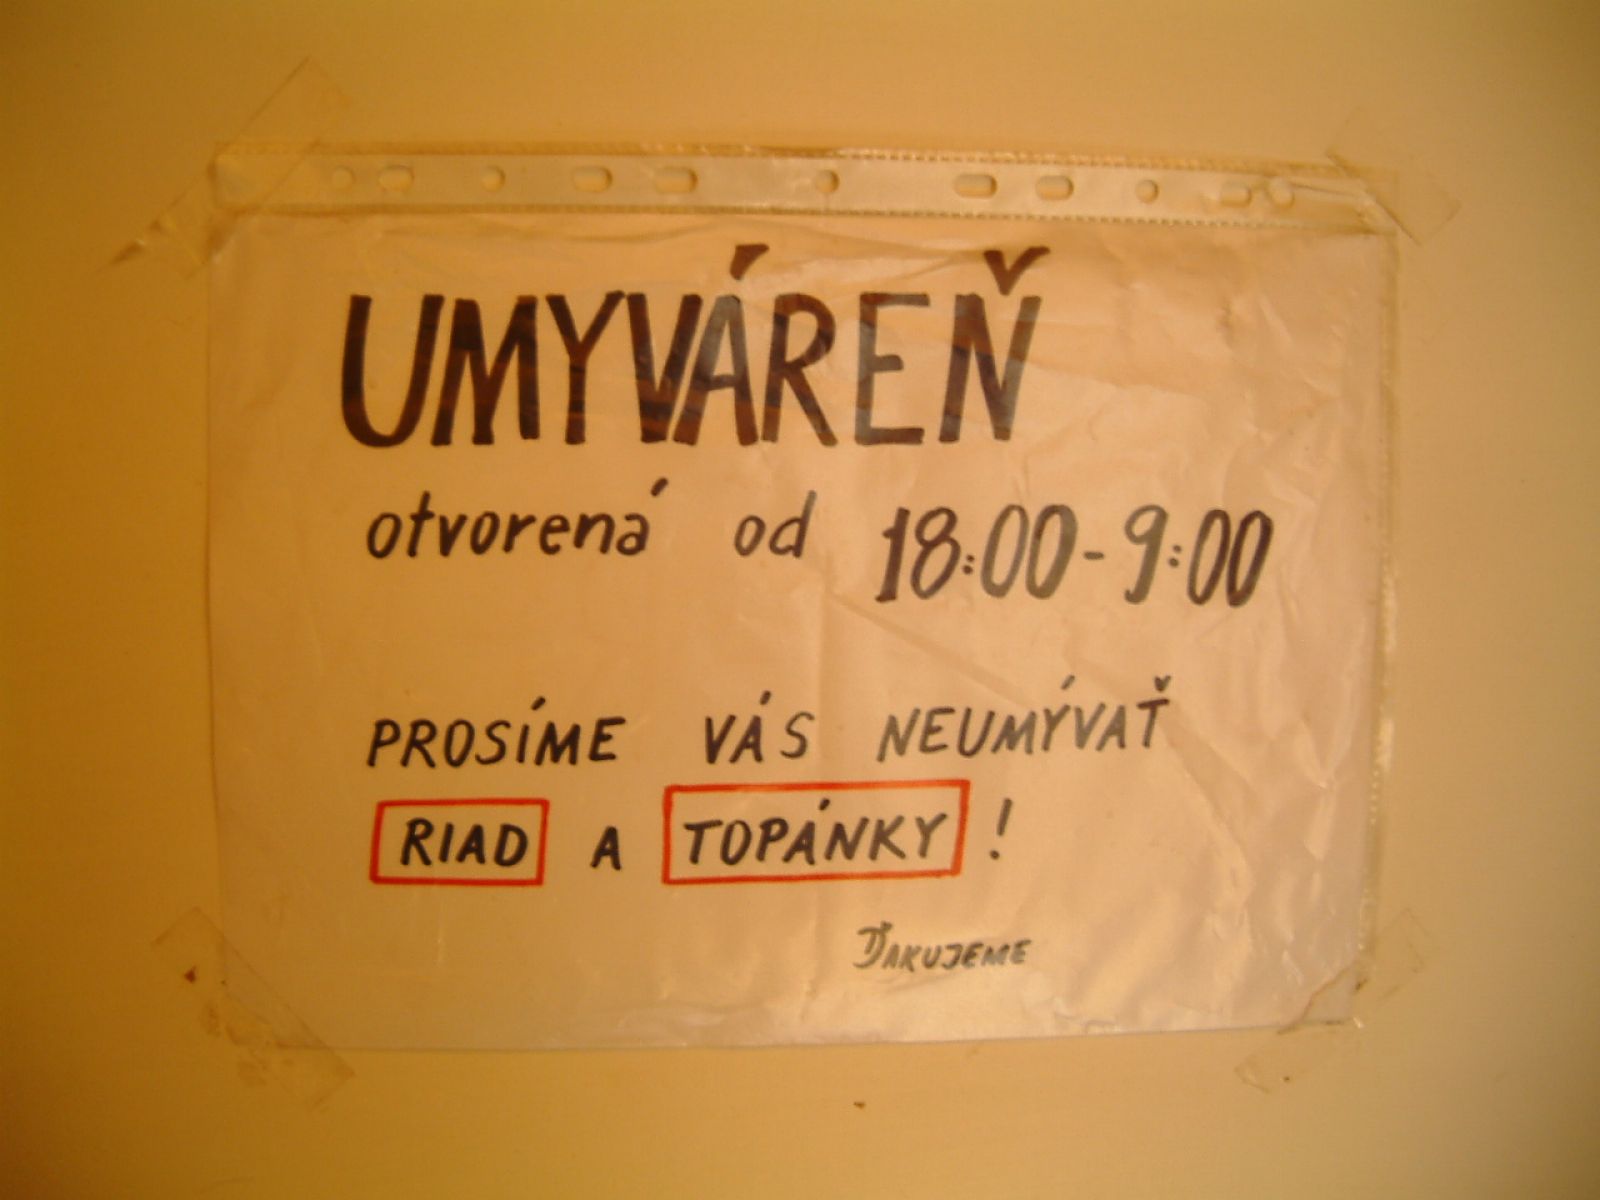 UMYVÁREŇ
otvorená od 18:00-9:00
PROSÍME VÁS NEUMÝVAŤ
RIAD A TOPÁNKY!
ĎAKUJEME